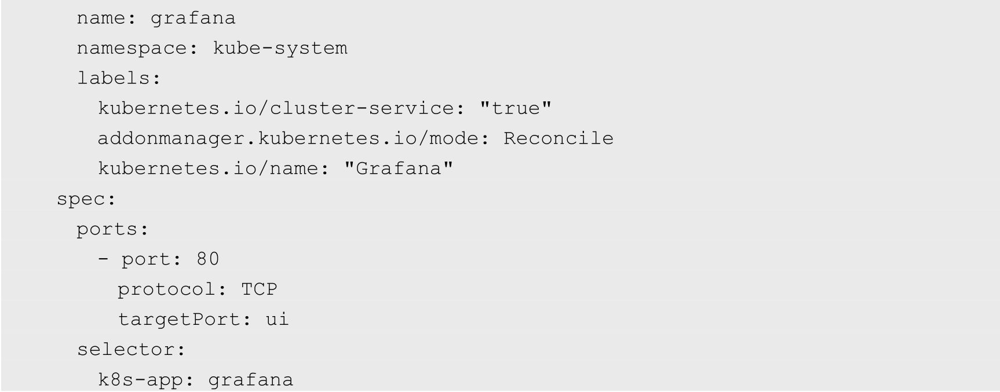 name: grafana
namespace: kube-system
labels:
kubernetes.io/cluster-service: "true"
addonmanager.kubernetes.io/mode: Reconcile
kubernetes.io/name: "Grafana"
spec:
ports:
- port: 80
protocol: TCP
targetPort: ui
selector:
k8s-app: grafana